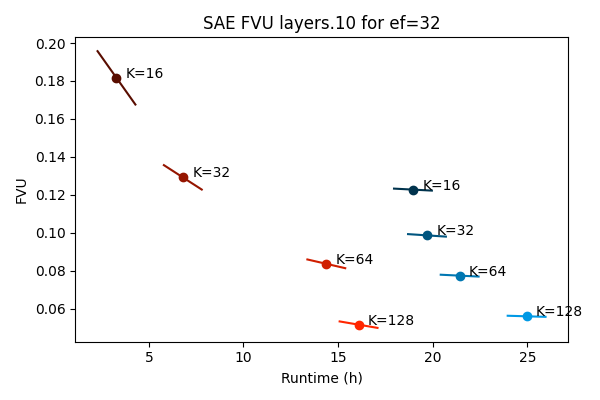 SAE FVU layers.10 for ef=32
FVU
0.20
0.18
0.16
0.14
0.12
0.10
0.08
0.06
K=16
K=32
K=64
K=128
K=16
K=32
K=64
K=128
5
10
15
20
25
Runtime (h)